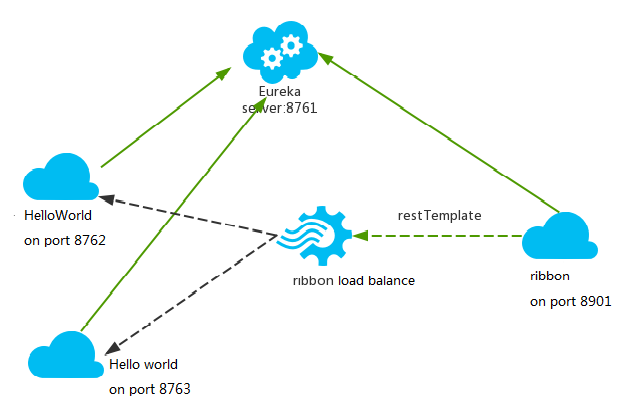 Eureka
server:8761
HelloWorld
on port 8762
restTemplate
ribbon load balance
ribbon
on port 8901
Hello world
on port 8763